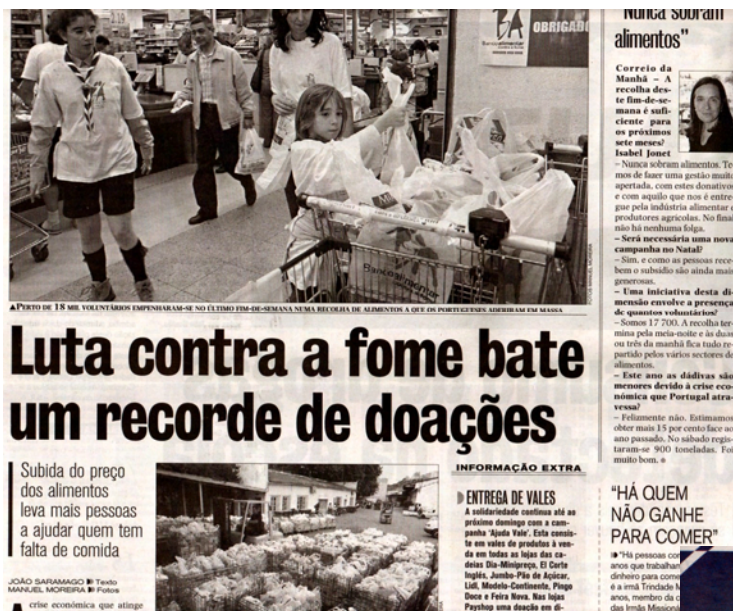 OBRIGADO
Bancoalimentar
Bancoalimentar
▲PERTO DE 18 MIL VOLUNTÁRIOS EMPENHARAM-SE NO ÚLTIMO FIM-DE-SEMANA NUMA RECOLHA DE ALIMENTOS A QUE OS PORTUGUESES ADERIRAM EM MASSA
FOTOS MANUEL MOREIRA
Luta contra a fome bate
um recorde de doações
Subida do preço
dos alimentos
leva mais pessoas
a ajudar quem tem
falta de comida
JOÃO SARAMAGO Texto
MANUEL MOREIRA Fotos
A crise económica que atinge
INFORMAÇÃO EXTRA
ENTREGA DE VALES
A solidariedade continua até ao
próximo domingo com a cam-
panha ‘Ajuda Vale’. Esta consis-
te em vales de produtos à ven-
da em todas as lojas das ca-
deias Dia-Minipreço, El Corte
Inglés, Jumbo-Pão de Açúcar,
Lidl, Modelo-Continente, Pingo
Doce e Feira Nova. Nas lojas
Payshop uma doação em di-
"Nunca sobram
alimentos”
Correio da
Manhã – A
recolha des-
te fim-de-se-
mana é sufi-
ciente para
os próximos
sete meses?
Isabel Jonet
– Nunca sobram alimentos. Te-
mos de fazer uma gestão muito
apertada, com estes donativos
e com aquilo que nos é entre-
gue pela indústria alimentar e
produtores agrícolas. No final
não há nenhuma folga.
– Será necessária uma nova
campanha no Natal?
– Sim, e como as pessoas rece-
bem o subsídio são ainda mais
generosas.
– Uma iniciativa desta di-
mensão envolve a presença
de quantos voluntários?
– Somos 17 700. A recolha ter-
mina pela meia-noite e às duas
ou três da manhã fica tudo re-
partido pelos vários sectores de
alimentos.
– Este ano as dádivas são
menores devido à crise eco-
nómica que Portugal atra-
vessa?
– Felizmente não. Estimamos
obter mais 15 por cento face ao
ano passado. No sábado regis-
taram-se 900 toneladas. Foi
muito bom.
“HÁ QUEM
NÃO GANHE
PARA COMER”
"Há pessoas com
anos que trabalham
dinheiro para come
é a irmã Trindade
anos, membro da
das Irmãs